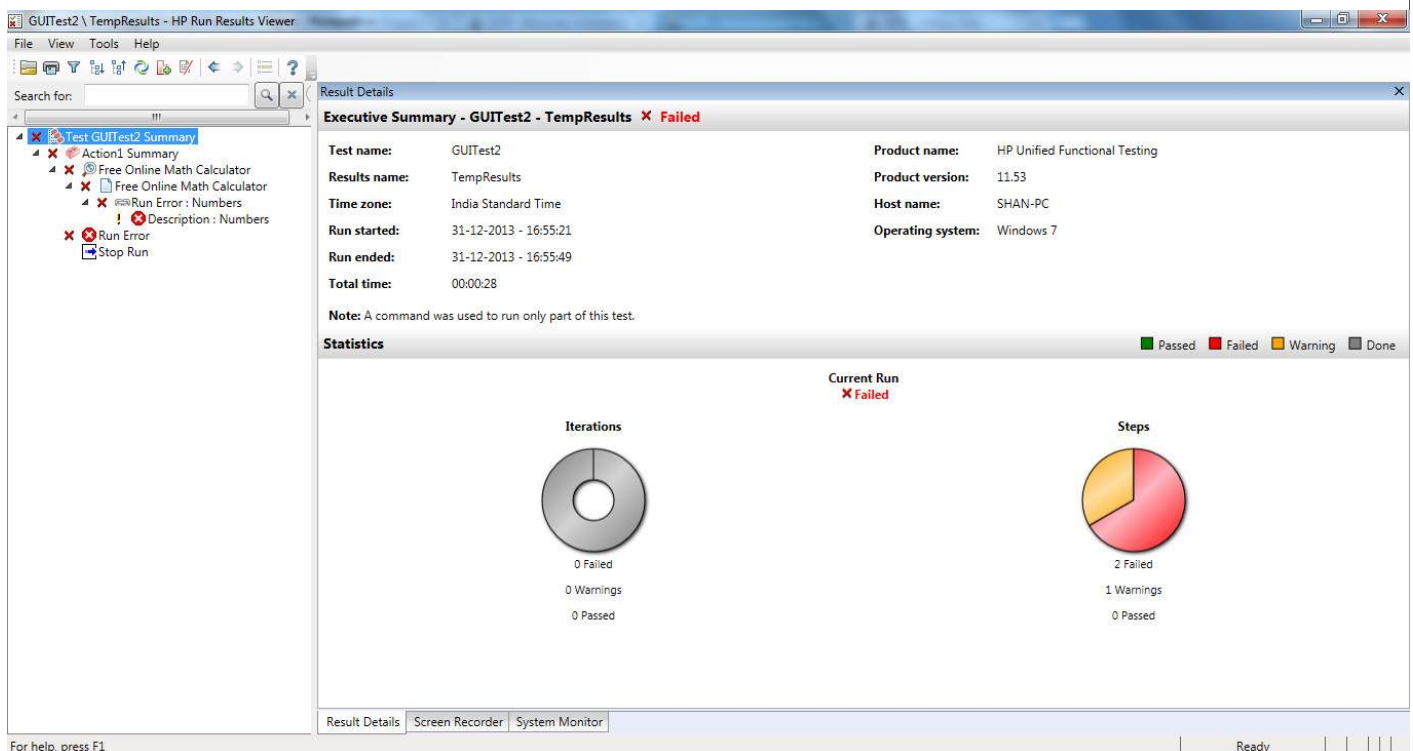 GUITest2 \ TempResults - HP Run Results Viewer
File View Tools Help
Search for:
Test GUITest2 Summary
Action1 Summary
Free Online Math Calculator
Free Online Math Calculator
Run Error : Numbers
! Description : Numbers
Run Error
Stop Run
Result Details
Executive Summary - GUITest2 - TempResults Failed
Test name: GUITest2 Product name: HP Unified Functional Testing
Results name: TempResults Product version: 11.53
Time zone: India Standard Time Host name: SHAN-PC
Run started: 31-12-2013 - 16:55:21 Operating system: Windows 7
Run ended: 31-12-2013 - 16:55:49
Total time: 00:00:28
Note: A command was used to run only part of this test.
Statistics Passed Failed Warning Done
Current Run
Failed
Iterations Steps
0 Failed 2 Failed
0 Warnings 1 Warnings
0 Passed 0 Passed
Result Details Screen Recorder System Monitor
For help, press F1 Ready